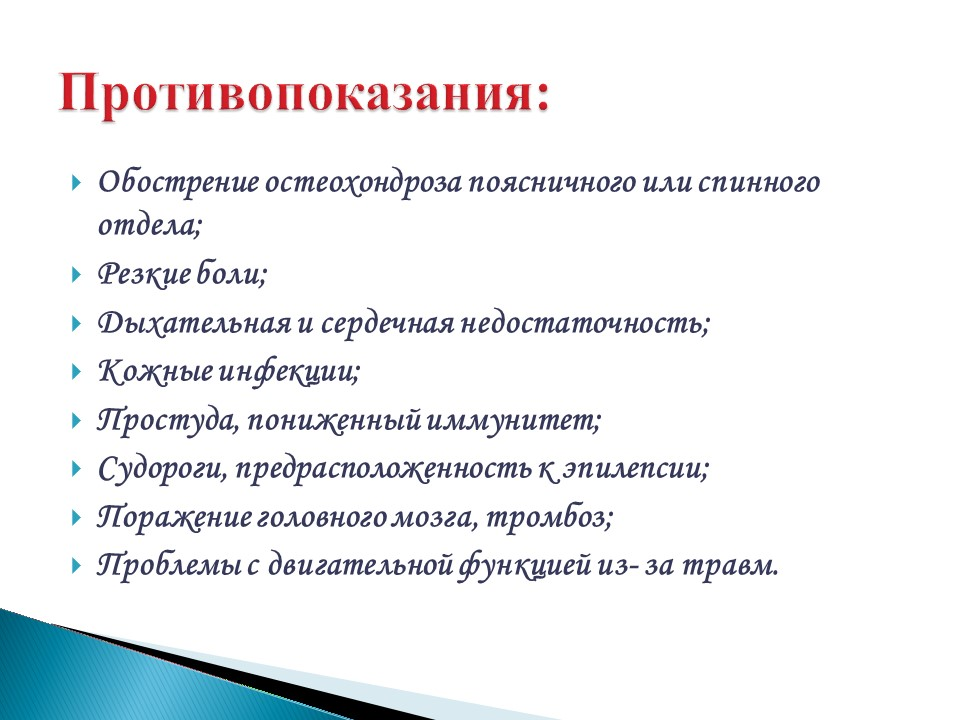 Противопоказания:
Обострение остеохондроза поясничного или спинного
отдела;
Резкие боли;
Дыхательная и сердечная недостаточность;
Кожные инфекции;
Простуда, пониженный иммунитет;
Судороги, предрасположенность к эпилепсии;
Поражение головного мозга, тромбоз;
Проблемы с двигательной функцией из- за травм.